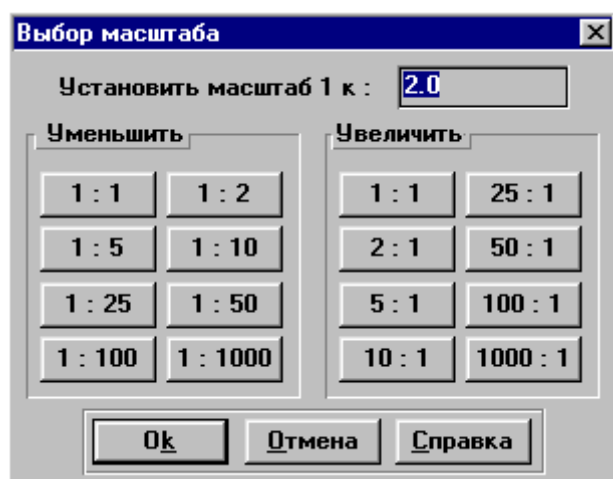 Выбор масштаба
Установить масштаб 1 к : 2.0
Уменьшить
1 : 1 1 : 2
1 : 5 1 : 10
1 : 25 1 : 50
1 : 100 1 : 1000
Увеличить
1 : 1 25 : 1
2 : 1 50 : 1
5 : 1 100 : 1
10 : 1 1000 : 1
Ok Отмена Справка